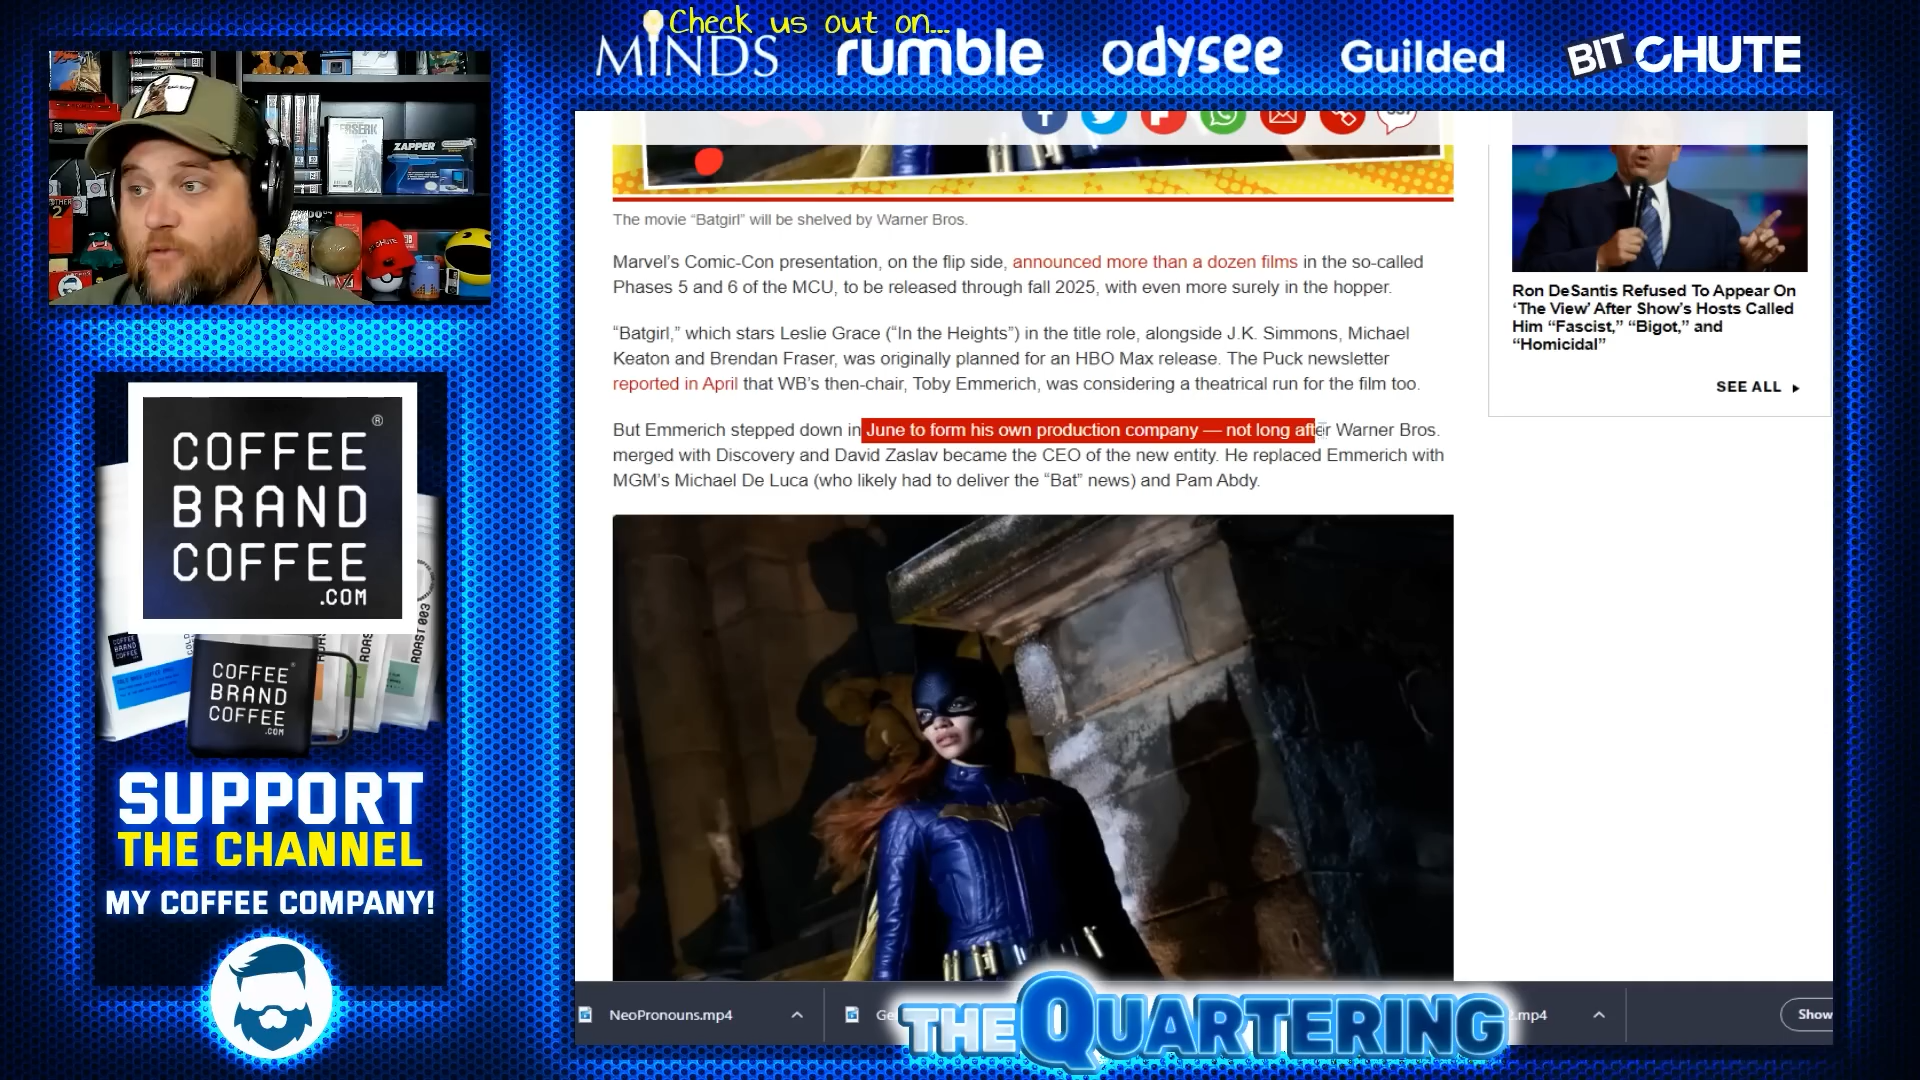 Check us out on...
MINDS
rumble
odysee
Guilded
BITCHUTE
BERSERK
ZAPPER
COFFEE
BRAND
COFFEE
.COM
®
ROAST 003
COFFEE
BRAND
COFFEE
.COM
SUPPORT
THE CHANNEL
MY COFFEE COMPANY!
The movie “Batgirl” will be shelved by Warner Bros.
Marvel’s Comic-Con presentation, on the flip side, announced more than a dozen films in the so-called
Phases 5 and 6 of the MCU, to be released through fall 2025, with even more surely in the hopper.
“Batgirl,” which stars Leslie Grace (“In the Heights”) in the title role, alongside J.K. Simmons, Michael
Keaton and Brendan Fraser, was originally planned for an HBO Max release. The Puck newsletter
reported in April that WB’s then-chair, Toby Emmerich, was considering a theatrical run for the film too.
But Emmerich stepped down in June to form his own production company — not long after Warner Bros.
merged with Discovery and David Zaslav became the CEO of the new entity. He replaced Emmerich with
MGM’s Michael De Luca (who likely had to deliver the “Bat” news) and Pam Abdy.
Ron DeSantis Refused To Appear On
‘The View’ After Show’s Hosts Called
Him “Fascist,” “Bigot,” and
“Homicidal”
SEE ALL
NeoPronouns.mp4
Ge
.mp4
Show
THE QUARTERING